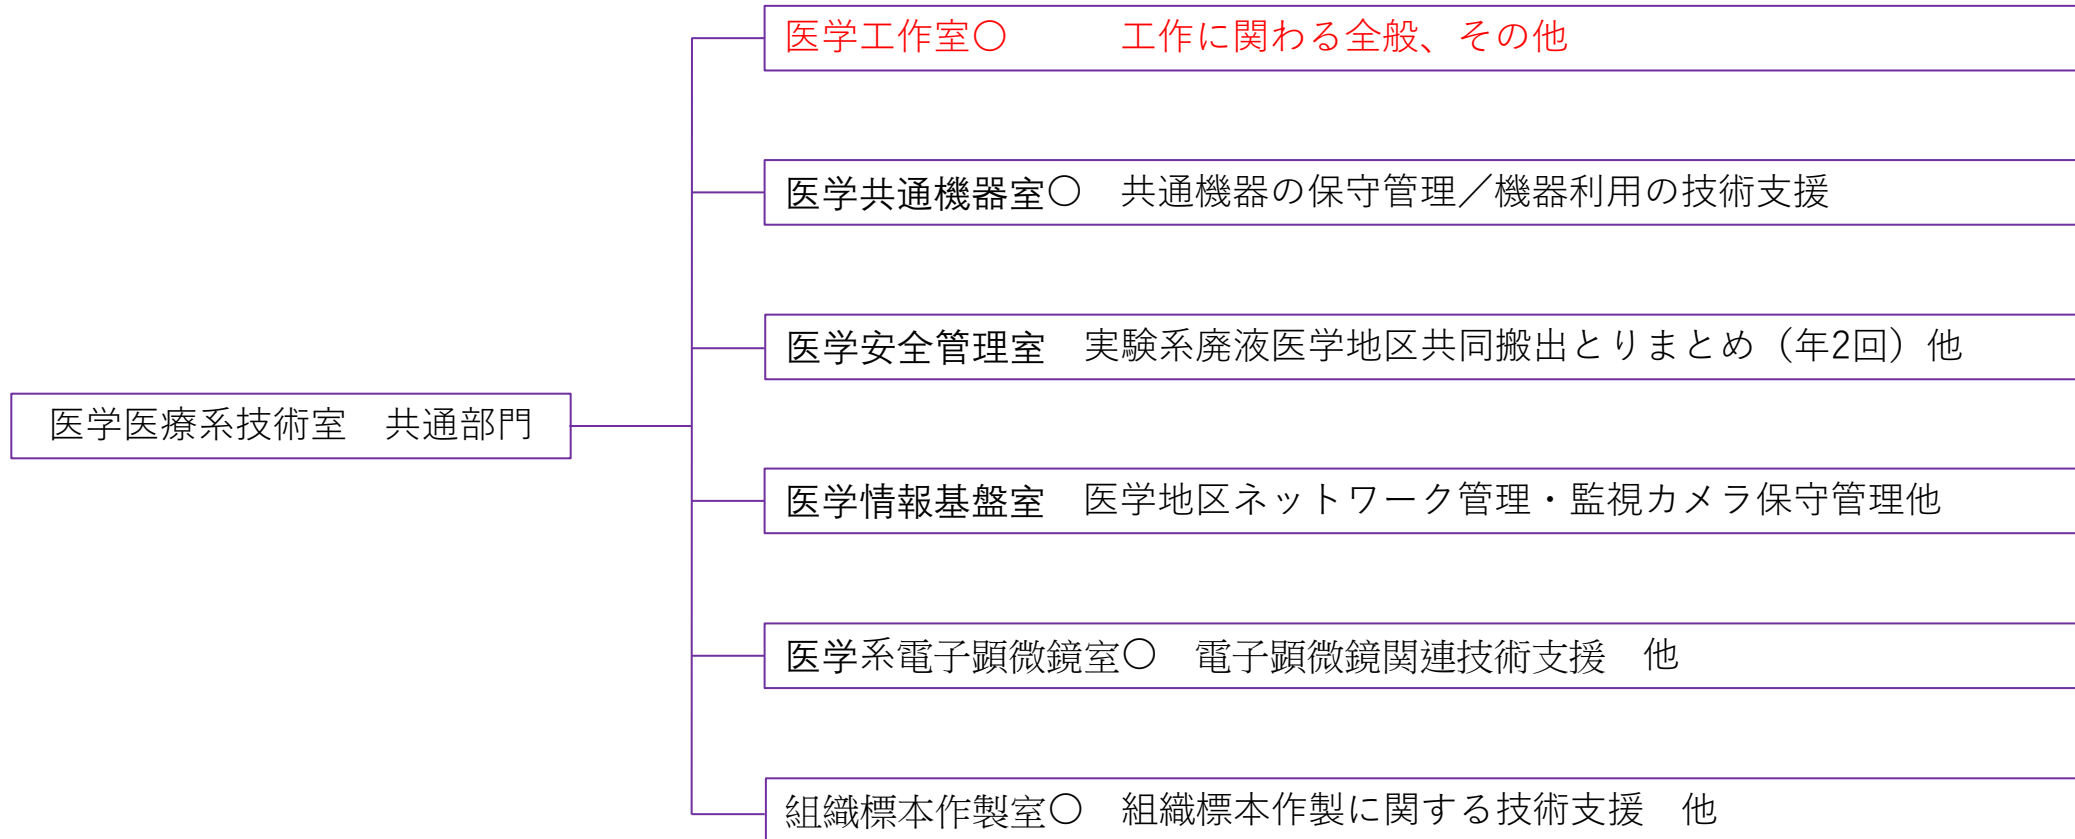 医学工作室〇　　　工作に関わる全般、その他
医学共通機器室〇　共通機器の保守管理／機器利用の技術支援
医学安全管理室　実験系廃液医学地区共同搬出とりまとめ（年2回）他
医学医療系技術室　共通部門
医学情報基盤室　医学地区ネットワーク管理・監視カメラ保守管理他
医学系電子顕微鏡室〇　電子顕微鏡関連技術支援　他
組織標本作製室〇　組織標本作製に関する技術支援　他